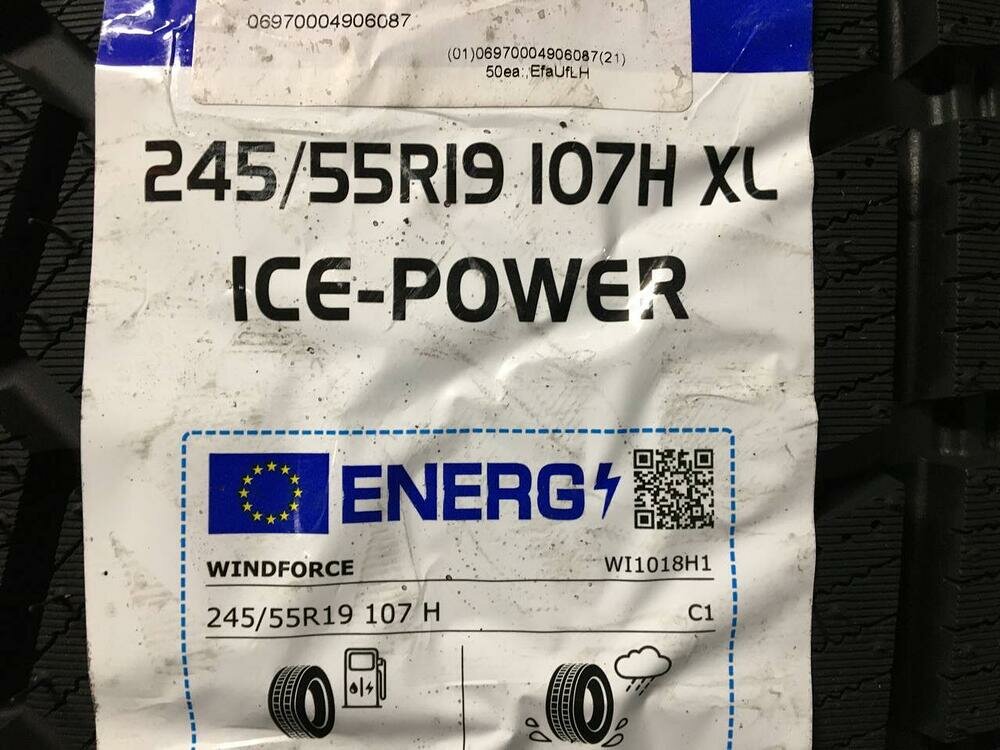 06970004906087
(01)06970004906087(21)
50ea:,EfaUfLH
245/55R19 107H XL
ICE-POWER
ENERG
WINDFORCE WI1018H1
245/55R19 107 H C1